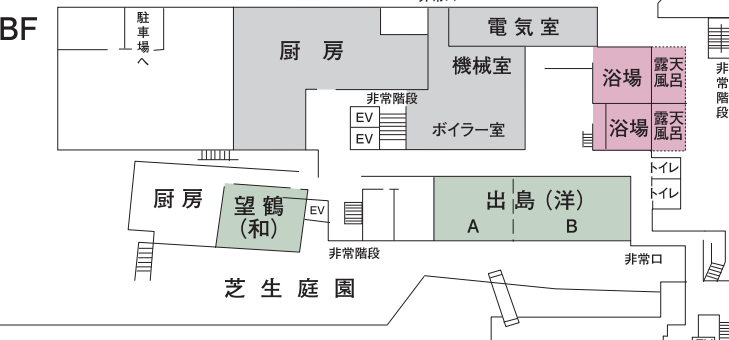 BF
駐車場へ
厨房
電気室
機械室
ボイラー室
非常階段
EV
EV
浴場
露天風呂
浴場
露天風呂
非常階段
トイレ
トイレ
厨房
望鶴
(和)
EV
出島(洋)
A
B
非常階段
非常口
芝生庭園